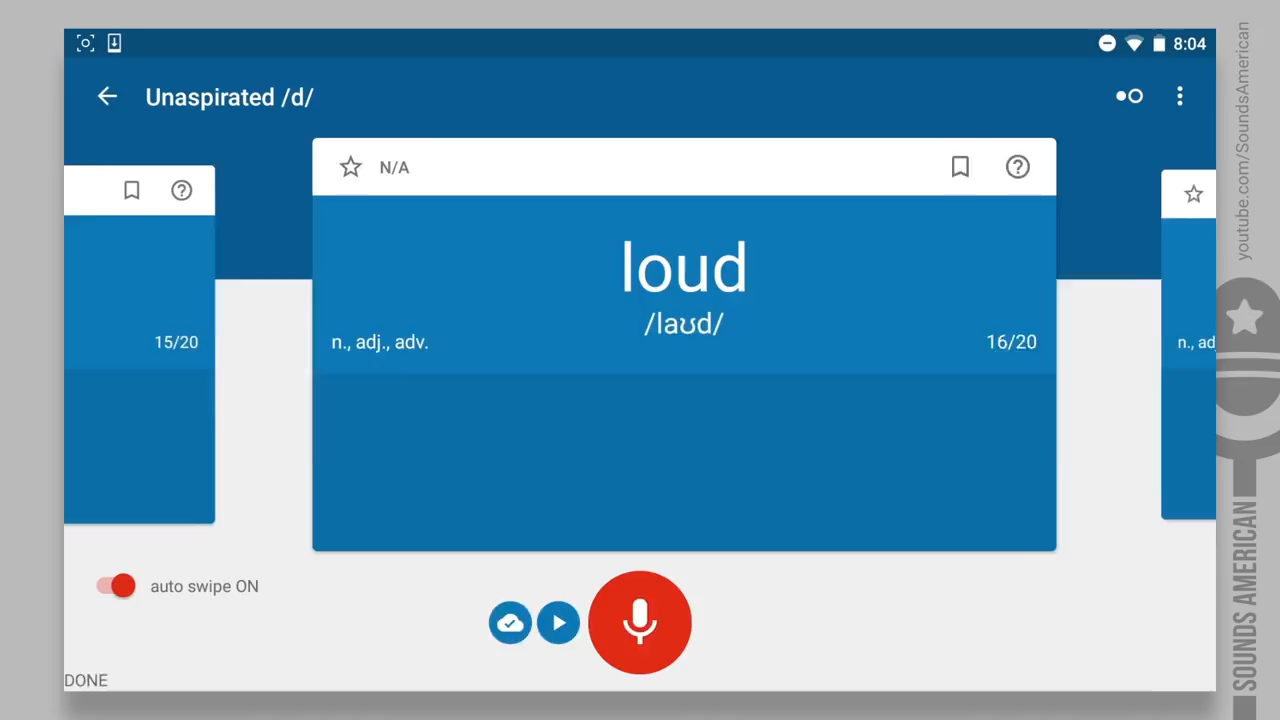 8:04
Unaspirated /d/
N/A
loud
/laʊd/
15/20
n., adj., adv.
16/20
n., ad
auto swipe ON
DONE
youtube.com/SoundsAmerican
SOUNDS AMERICAN